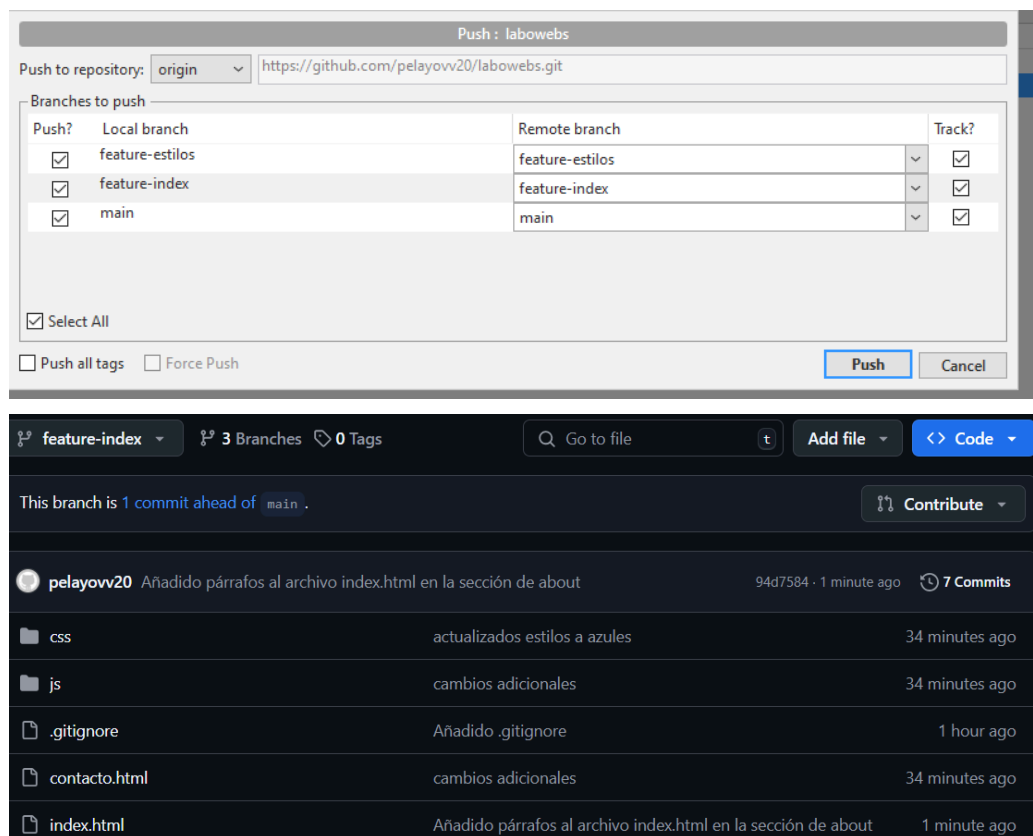 Push : labowebs
Push to repository: origin https://github.com/pelayovv20/labowebs.git
Branches to push
Push? Local branch Remote branch Track?
feature-estilos feature-estilos
feature-index feature-index
main main
Select All
Push all tags Force Push Push Cancel
feature-index 3 Branches 0 Tags Go to file t Add file <> Code
This branch is 1 commit ahead of main .
Contribute
pelayovv20 Añadido párrafos al archivo index.html en la sección de about 94d7584 · 1 minute ago 7 Commits
css actualizados estilos a azules 34 minutes ago
js cambios adicionales 34 minutes ago
.gitignore Añadido .gitignore 1 hour ago
contacto.html cambios adicionales 34 minutes ago
index.html Añadido párrafos al archivo index.html en la sección de about 1 minute ago